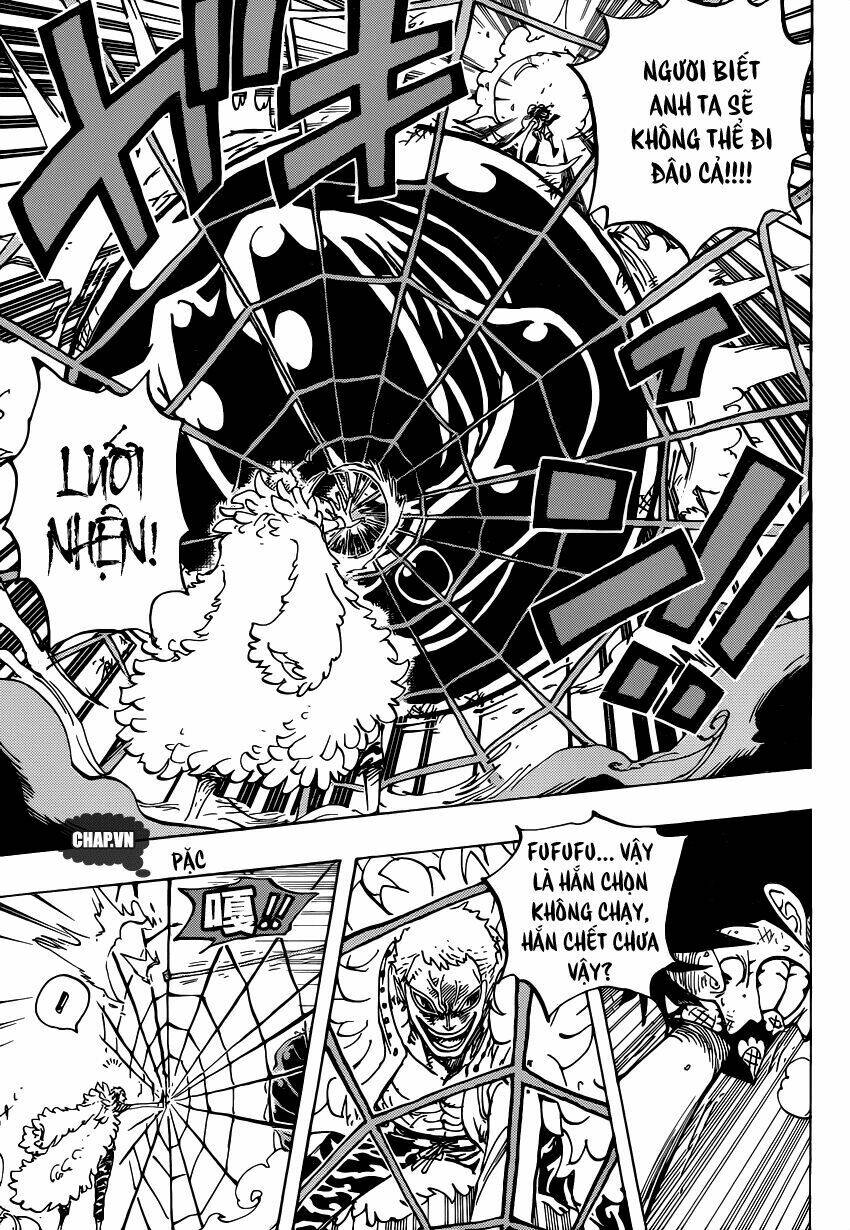 NGƯƠI BIẾT
ANH TA SẼ
KHÔNG THỂ ĐI
ĐÂU CẢ!!!!
LƯỚI
NHỆN!
FUFUFU... VẬY
LÀ HẮN CHỌN
KHÔNG CHẠY,
HẮN CHẾT CHƯA
VẬY?
CHAP.VN
PẶC
嘎!!